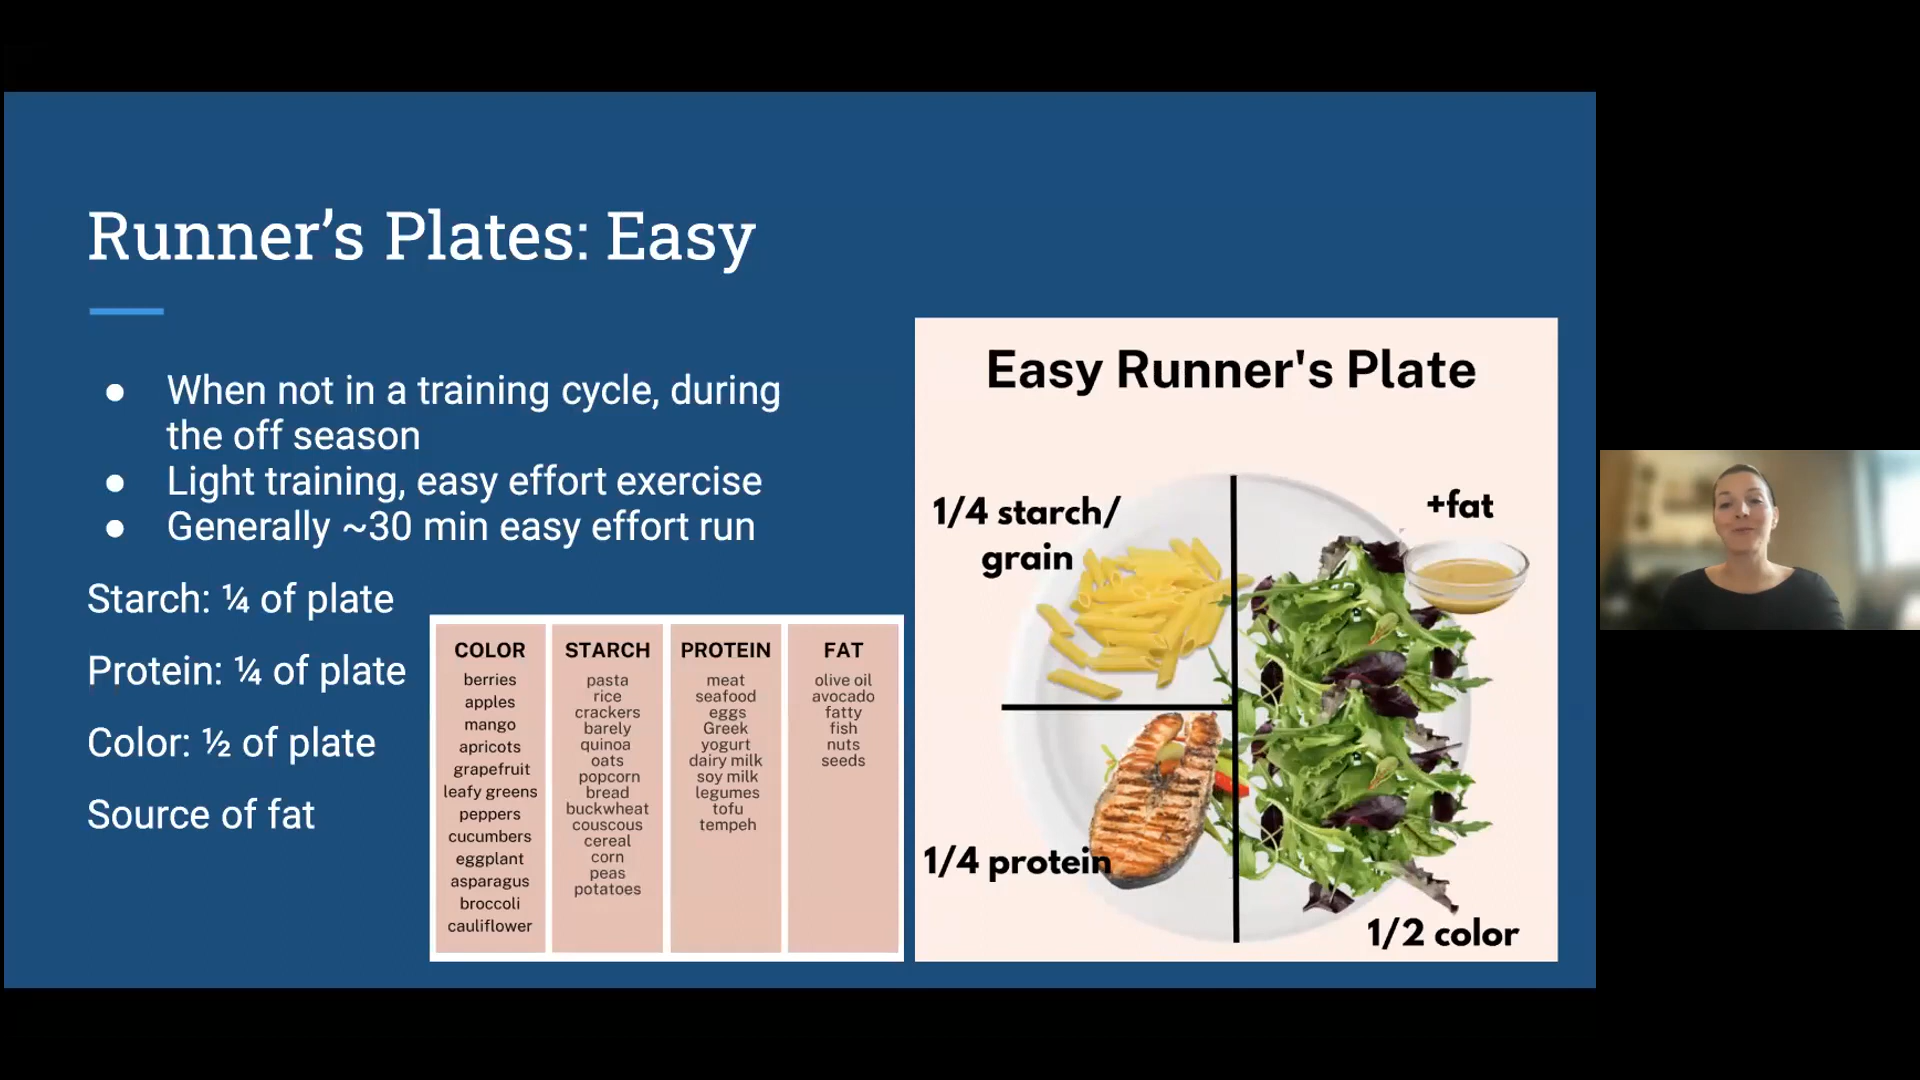 Runner’s Plates: Easy
● When not in a training cycle, during
the off season
● Light training, easy effort exercise
● Generally ~30 min easy effort run
Starch: ¼ of plate
Protein: ¼ of plate
Color: ½ of plate
Source of fat
COLOR
berries
apples
mango
apricots
grapefruit
leafy greens
peppers
cucumbers
eggplant
asparagus
broccoli
cauliflower
STARCH
pasta
rice
crackers
barely
quinoa
oats
popcorn
bread
buckwheat
couscous
cereal
corn
peas
potatoes
PROTEIN
meat
seafood
eggs
Greek
yogurt
dairy milk
soy milk
legumes
tofu
tempeh
FAT
olive oil
avocado
fatty
fish
nuts
seeds
Easy Runner's Plate
1/4 starch/
grain
+fat
1/4 protein
1/2 color